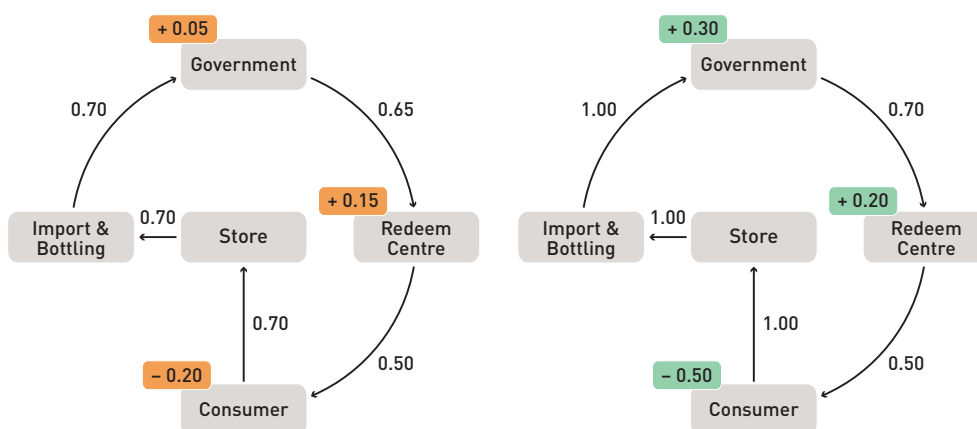 + 0.05
Government
0.70
0.65
+ 0.15
Import &
Bottling
0.70
Store
Redeem
Centre
0.70
0.50
– 0.20
Consumer
+ 0.30
Government
1.00
0.70
+ 0.20
Import &
Bottling
1.00
Store
Redeem
Centre
1.00
0.50
– 0.50
Consumer